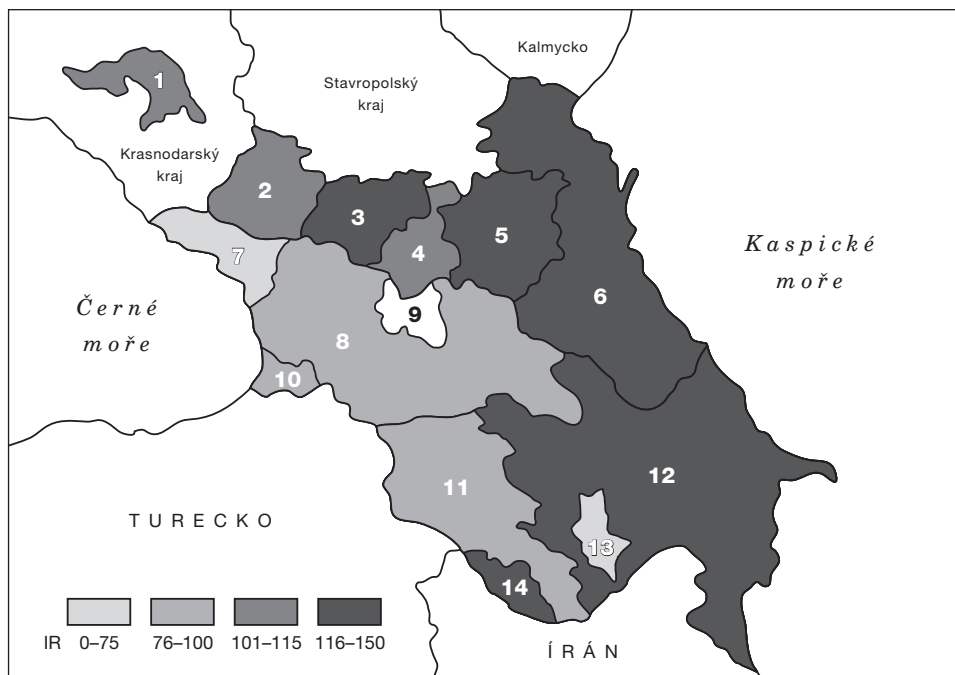 Kalmycko
Stavropolský
kraj
1
Krasnodarský
kraj
2
3
4
5
6
7
8
9
10
11
12
13
14
Černé
moře
Kaspické
moře
TURECKO
ÍRÁN
IR 0–75 76–100 101–115 116–150